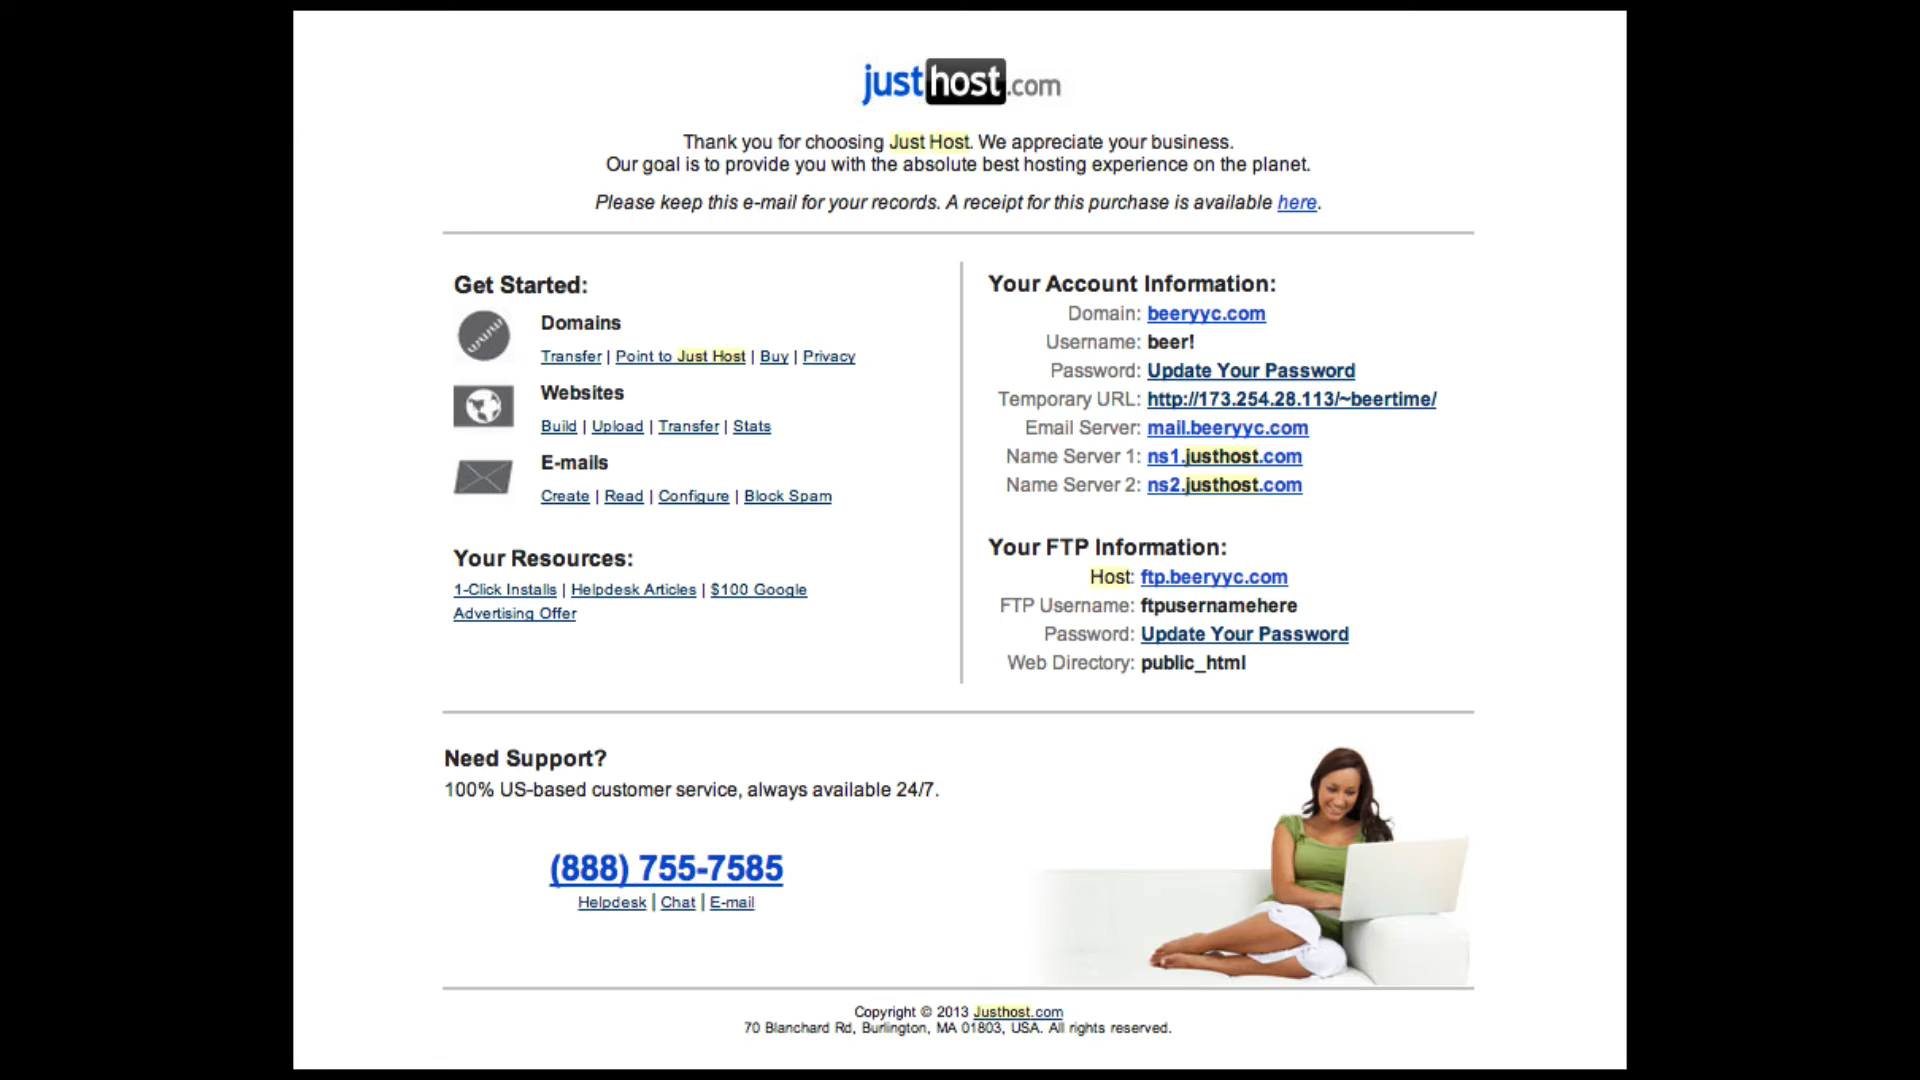 justhost.com
Thank you for choosing Just Host. We appreciate your business.
Our goal is to provide you with the absolute best hosting experience on the planet.
Please keep this e-mail for your records. A receipt for this purchase is available here.
Get Started:
www
Domains
Transfer | Point to Just Host | Buy | Privacy
Websites
Build | Upload | Transfer | Stats
E-mails
Create | Read | Configure | Block Spam
Your Resources:
1-Click Installs | Helpdesk Articles | $100 Google
Advertising Offer
Your Account Information:
Domain: beeryyc.com
Username: beer!
Password: Update Your Password
Temporary URL: http://173.254.28.113/~beertime/
Email Server: mail.beeryyc.com
Name Server 1: ns1.justhost.com
Name Server 2: ns2.justhost.com
Your FTP Information:
Host: ftp.beeryyc.com
FTP Username: ftpusernamehere
Password: Update Your Password
Web Directory: public_html
Need Support?
100% US-based customer service, always available 24/7.
(888) 755-7585
Helpdesk | Chat | E-mail
Copyright © 2013 Justhost.com
70 Blanchard Rd, Burlington, MA 01803, USA. All rights reserved.